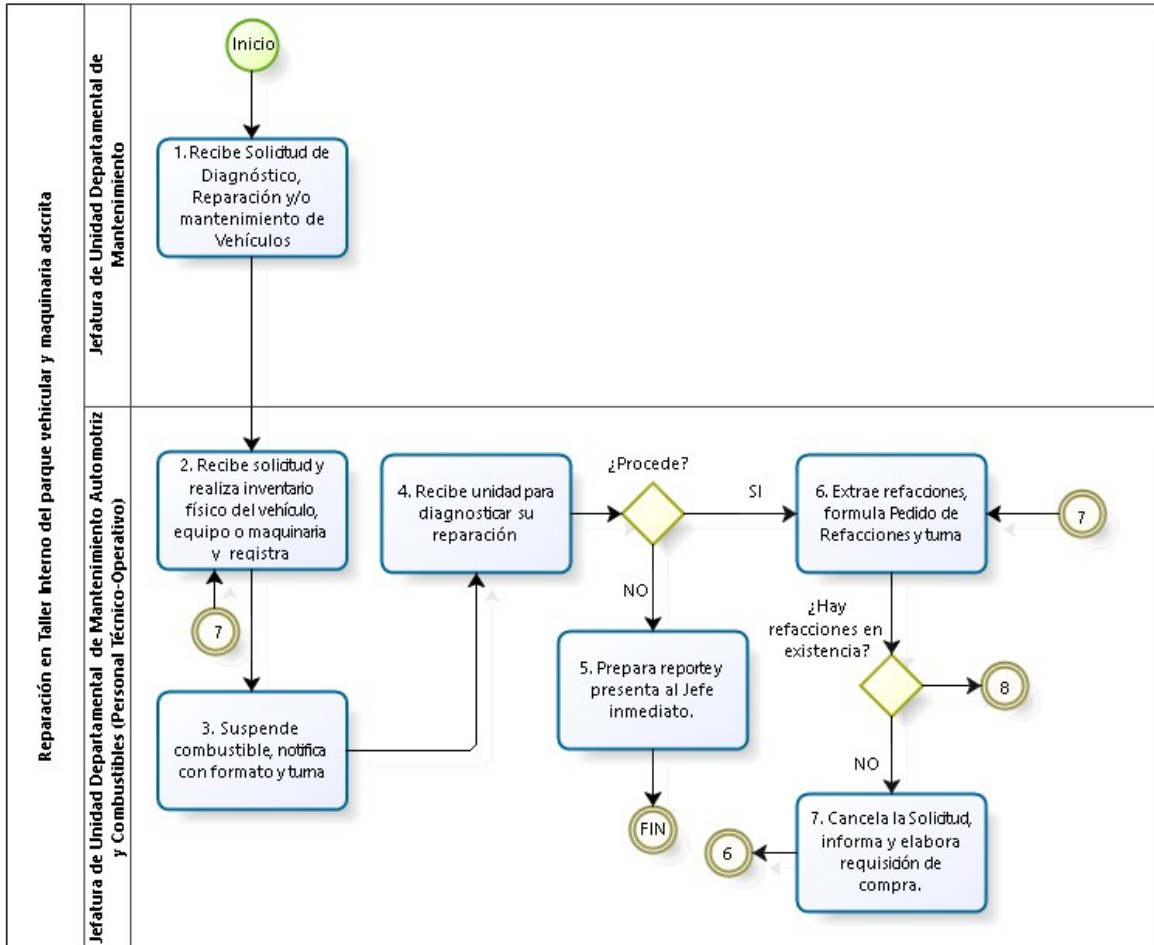 Reparación en Taller Interno del parque vehicular y maquinaria adscrita
Jefatura de Unidad Departamental de
Mantenimiento
Inicio
1. Recibe Solicitud de
Diagnóstico,
Reparación y/o
mantenimiento de
Vehículos
Jefatura de Unidad Departamental de Mantenimiento Automotriz
y Combustibles (Personal Técnico-Operativo)
2. Recibe solicitud y
realiza inventario
físico del vehículo,
equipo o maquinaria
y registra
7
3. Suspende
combustible, notifica
con formato y turna
4. Recibe unidad para
diagnosticar su
reparación
¿Procede?
SI
NO
5. Prepara reporte y
presenta al Jefe
inmediato.
FIN
6. Extrae refacciones,
formula Pedido de
Refacciones y turna
7
¿Hay
refacciones en
existencia?
8
NO
7. Cancela la Solicitud,
informa y elabora
requisición de
compra.
6